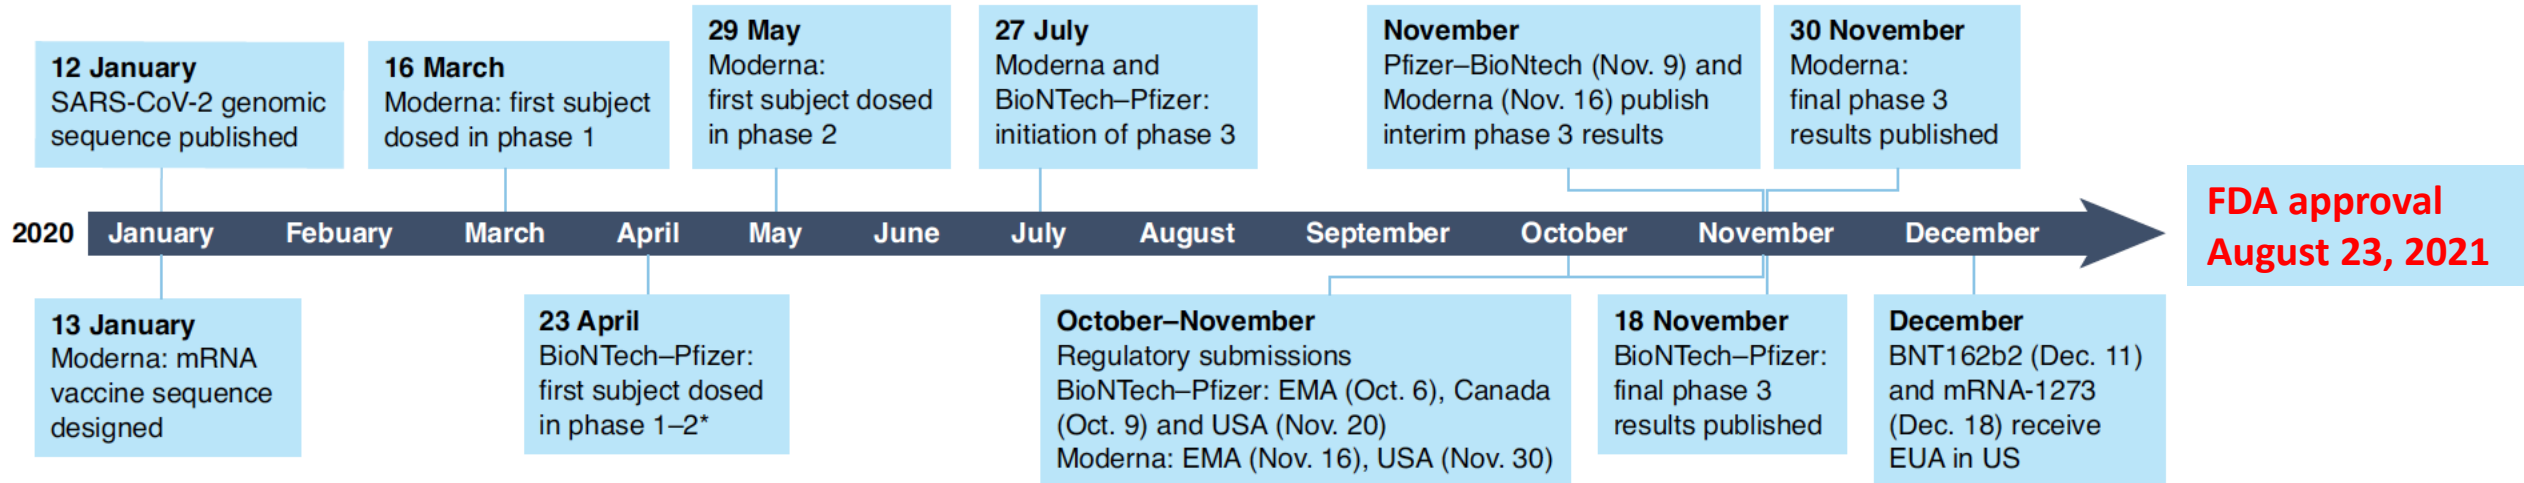 12 January
SARS-CoV-2 genomic
sequence published
16 March
Moderna: first subject
dosed in phase 1
29 May
Moderna:
first subject dosed
in phase 2
27 July
Moderna and
BioNTech–Pfizer:
initiation of phase 3
November
Pfizer–BioNtech (Nov. 9) and
Moderna (Nov. 16) publish
interim phase 3 results
30 November
Moderna:
final phase 3
results published
2020 January Febuary March April May June July August September October November December
FDA approval
August 23, 2021
13 January
Moderna: mRNA
vaccine sequence
designed
23 April
BioNTech–Pfizer:
first subject dosed
in phase 1–2*
October–November
Regulatory submissions
BioNTech–Pfizer: EMA (Oct. 6), Canada
(Oct. 9) and USA (Nov. 20)
Moderna: EMA (Nov. 16), USA (Nov. 30)
18 November
BioNTech–Pfizer:
final phase 3
results published
December
BNT162b2 (Dec. 11)
and mRNA-1273
(Dec. 18) receive
EUA in US